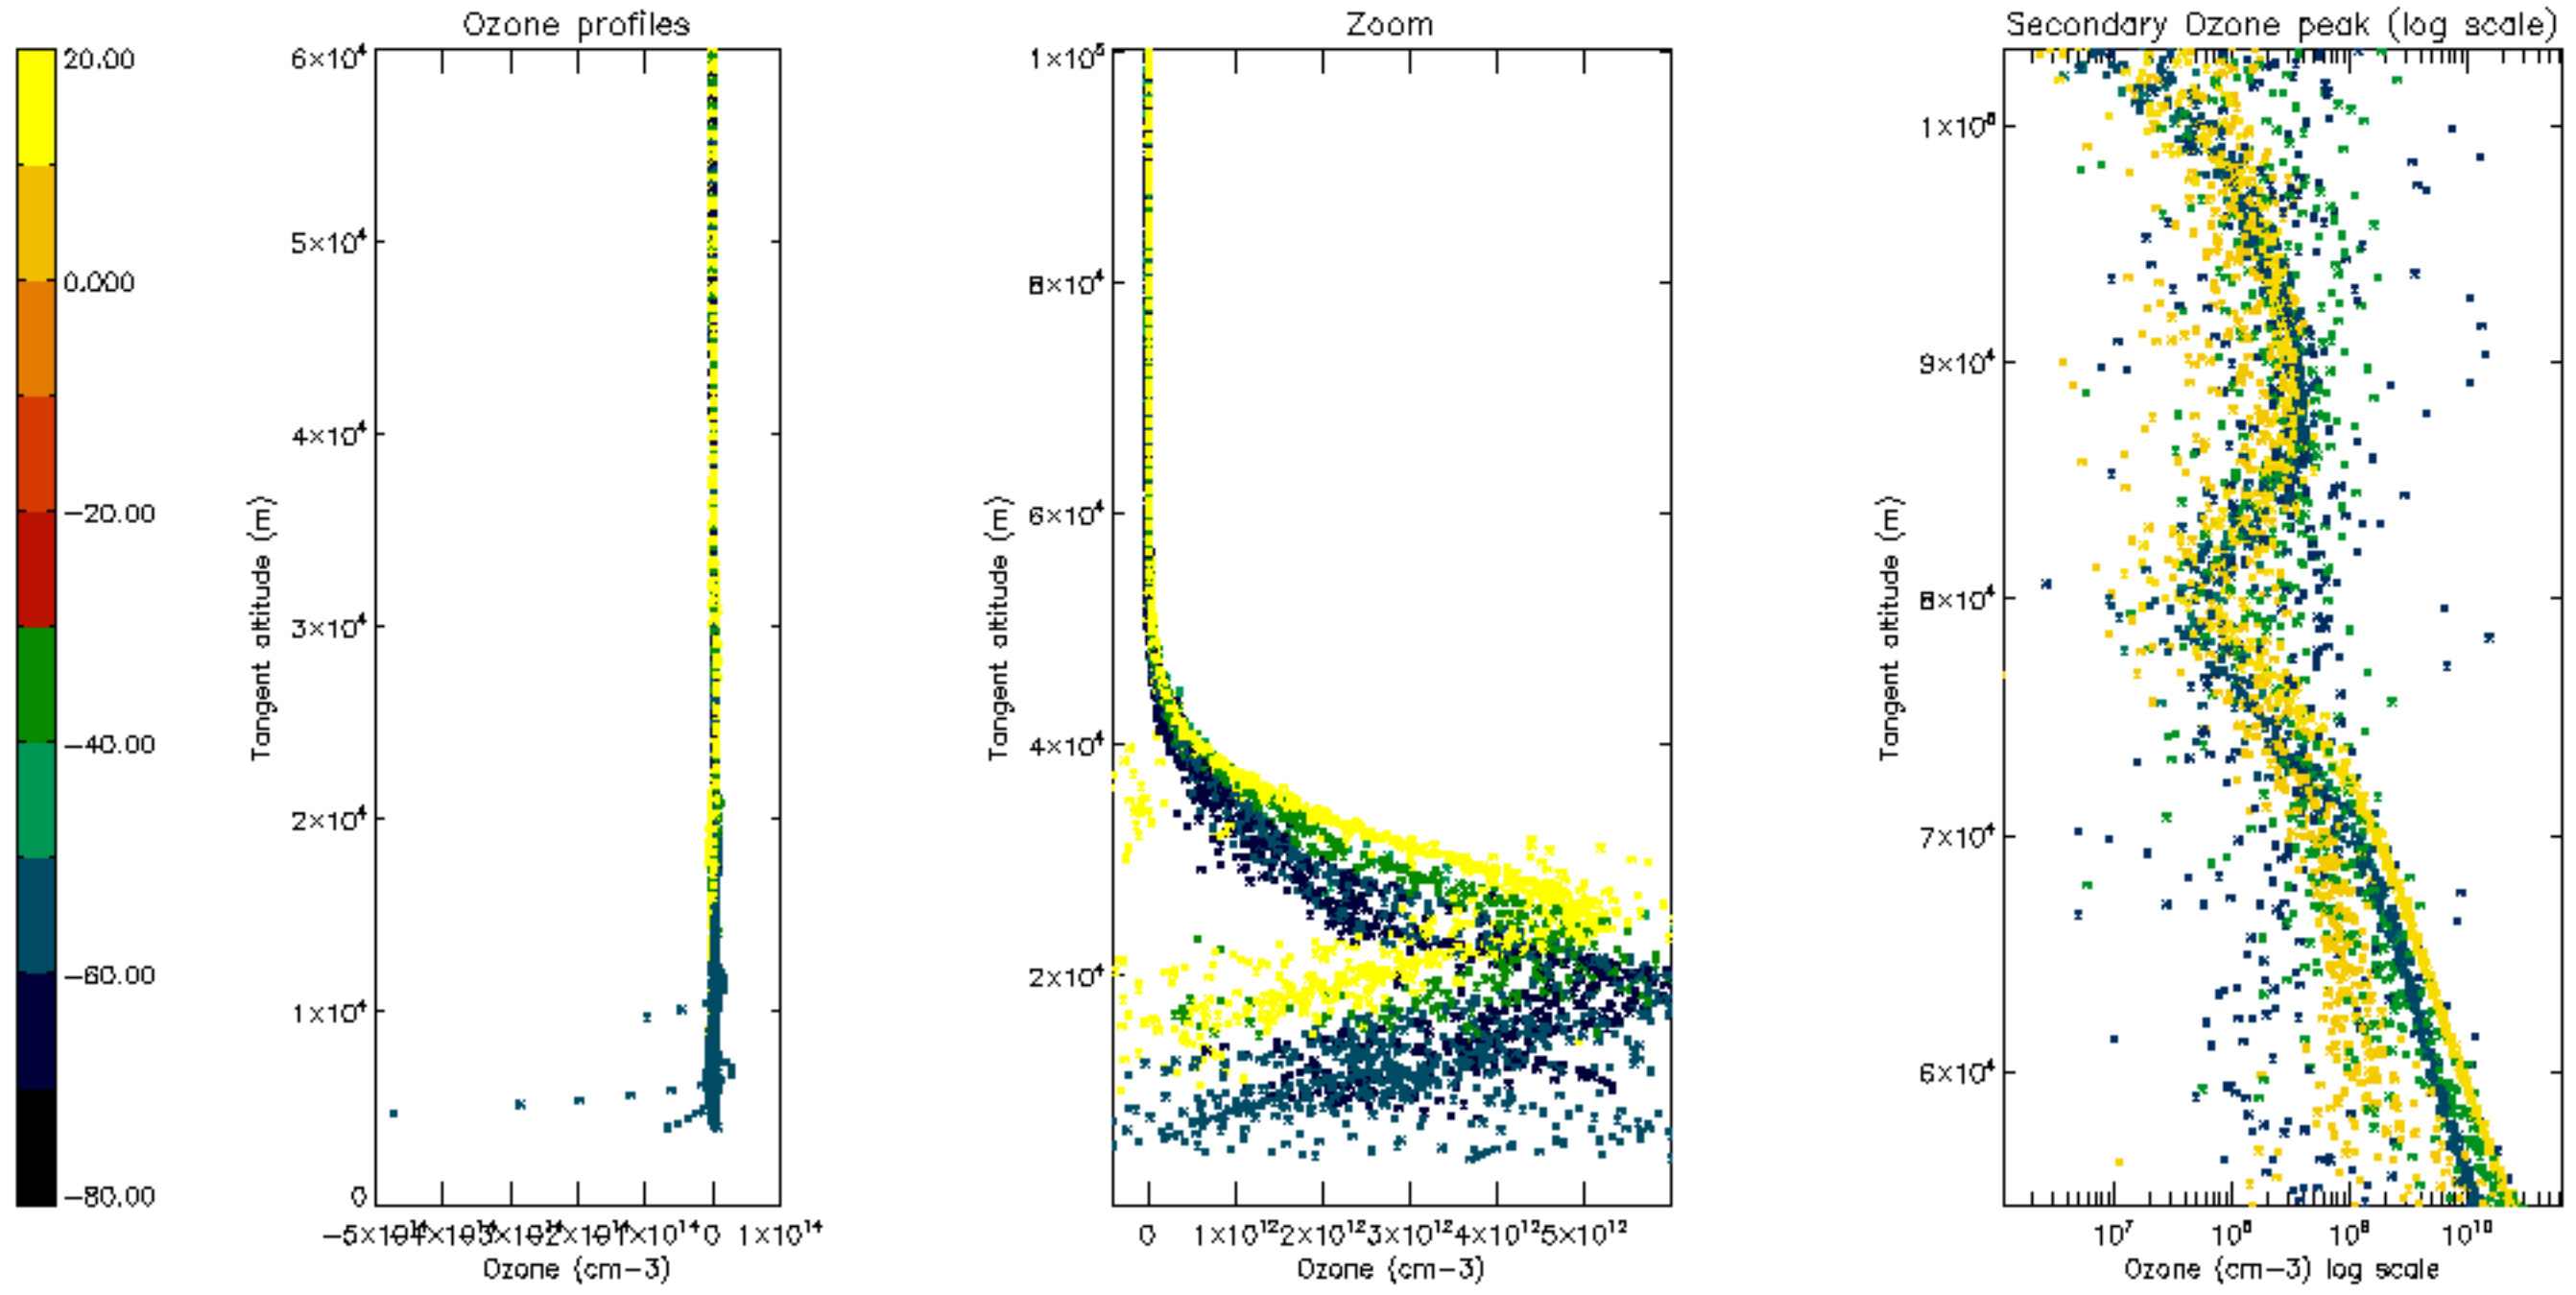 20.00
0.000
−20.00
−40.00
−60.00
−80.00
Ozone profiles
6×10⁴
5×10⁴
4×10⁴
3×10⁴
2×10⁴
1×10⁴
0
Tangent altitude (m)
0 1×10¹⁴
Ozone (cm−3)
Zoom
1×10⁵
8×10⁴
6×10⁴
4×10⁴
2×10⁴
Tangent altitude (m)
0 1×10¹² 2×10¹² 3×10¹² 4×10¹² 5×10¹²
Ozone (cm−3)
Secondary Ozone peak (log scale)
1×10⁵
9×10⁴
8×10⁴
7×10⁴
6×10⁴
Tangent altitude (m)
10⁷ 10⁸ 10⁹ 10¹⁰
Ozone (cm−3) log scale